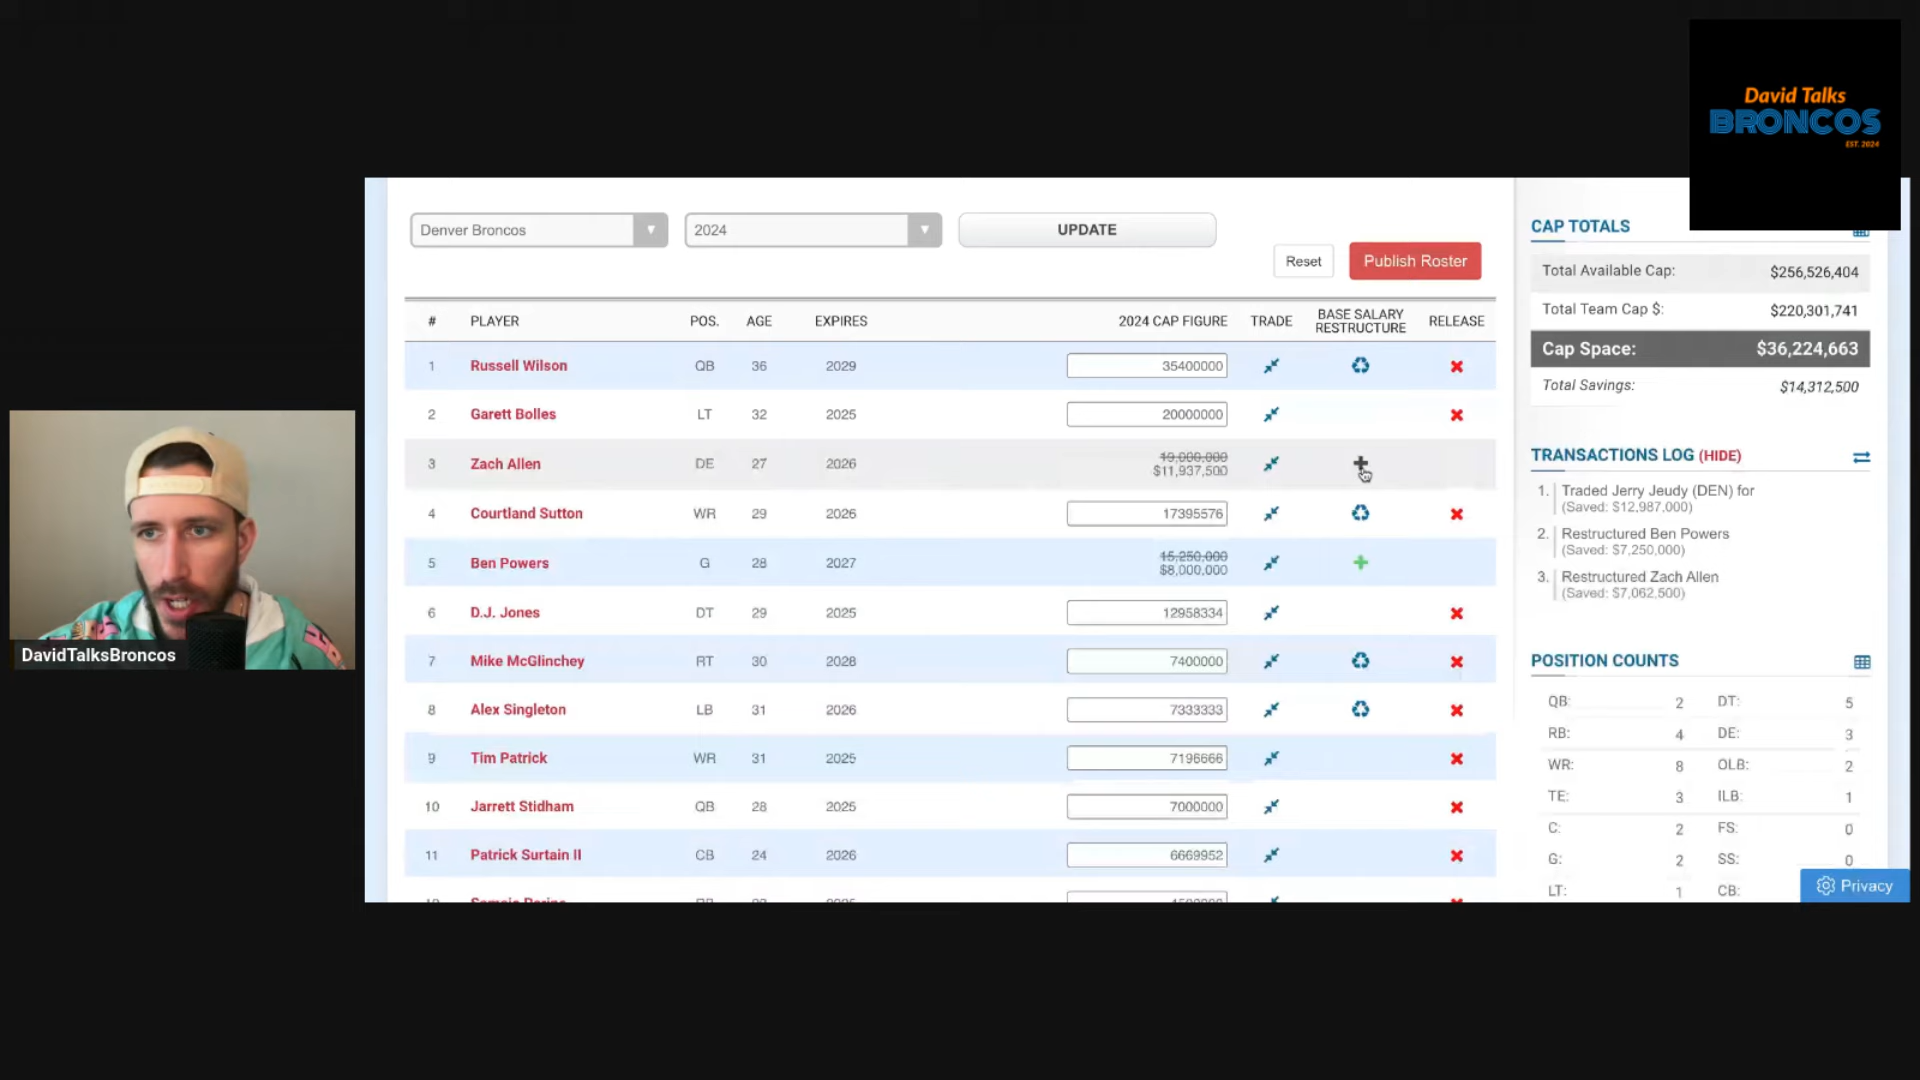 David Talks
BRONCOS
EST. 2024
Denver Broncos
2024
UPDATE
Reset
Publish Roster
# PLAYER POS. AGE EXPIRES 2024 CAP FIGURE TRADE BASE SALARY RESTRUCTURE RELEASE
1 Russell Wilson QB 36 2029 35400000
2 Garett Bolles LT 32 2025 20000000
3 Zach Allen DE 27 2026 19,000,000
$11,937,500
4 Courtland Sutton WR 29 2026 17395576
5 Ben Powers G 28 2027 15,250,000
$8,000,000
6 D.J. Jones DT 29 2025 12958334
7 Mike McGlinchey RT 30 2028 7400000
8 Alex Singleton LB 31 2026 7333333
9 Tim Patrick WR 31 2025 7196666
10 Jarrett Stidham QB 28 2025 7000000
11 Patrick Surtain II CB 24 2026 6669952
CAP TOTALS
Total Available Cap: $256,526,404
Total Team Cap $: $220,301,741
Cap Space: $36,224,663
Total Savings: $14,312,500
TRANSACTIONS LOG (HIDE)
1. Traded Jerry Jeudy (DEN) for
(Saved: $12,987,000)
2. Restructured Ben Powers
(Saved: $7,250,000)
3. Restructured Zach Allen
(Saved: $7,062,500)
POSITION COUNTS
QB: 2 DT: 5
RB: 4 DE: 3
WR: 8 OLB: 2
TE: 3 ILB: 1
C: 2 FS: 0
G: 2 SS: 0
LT: 1 CB:
Privacy
DavidTalksBroncos